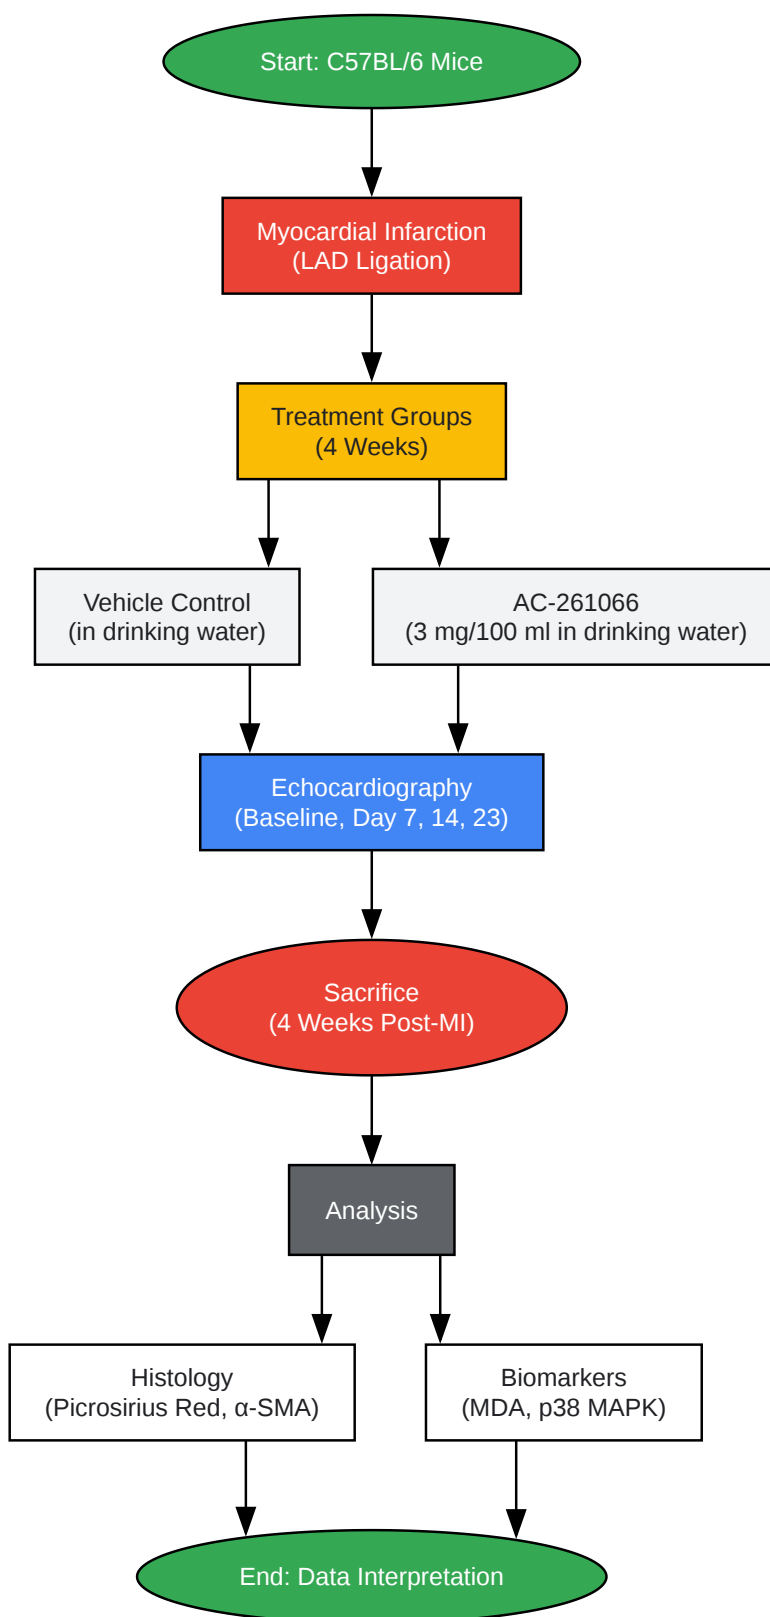 Start: C57BL/6 Mice
Myocardial Infarction
(LAD Ligation)
Treatment Groups
(4 Weeks)
Vehicle Control
(in drinking water)
AC-261066
(3 mg/100 ml in drinking water)
Echocardiography
(Baseline, Day 7, 14, 23)
Sacrifice
(4 Weeks Post-MI)
Analysis
Histology
(Picrosirius Red, α-SMA)
Biomarkers
(MDA, p38 MAPK)
End: Data Interpretation